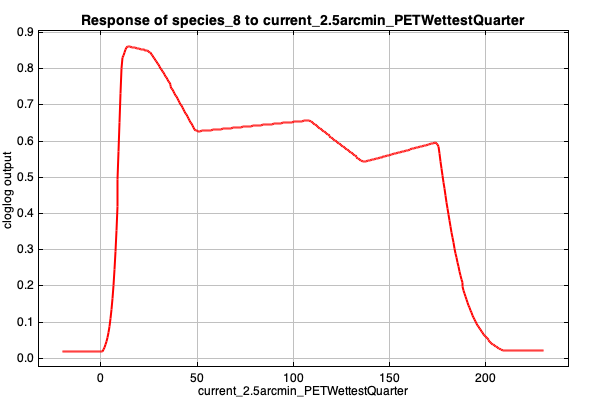 Response of species_8 to current_2.5arcmin_PETWettestQuarter
0.9
0.8
0.7
0.6
0.5
0.4
0.3
0.2
0.1
0.0
cloglog output
0 50 100 150 200
current_2.5arcmin_PETWettestQuarter